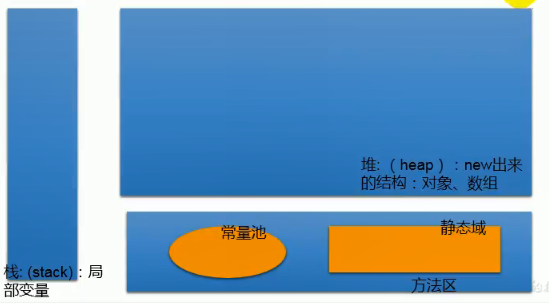 堆:（heap）: new出来
的结构：对象、数组
常量池
静态域
栈: (stack)：局
部变量
方法区